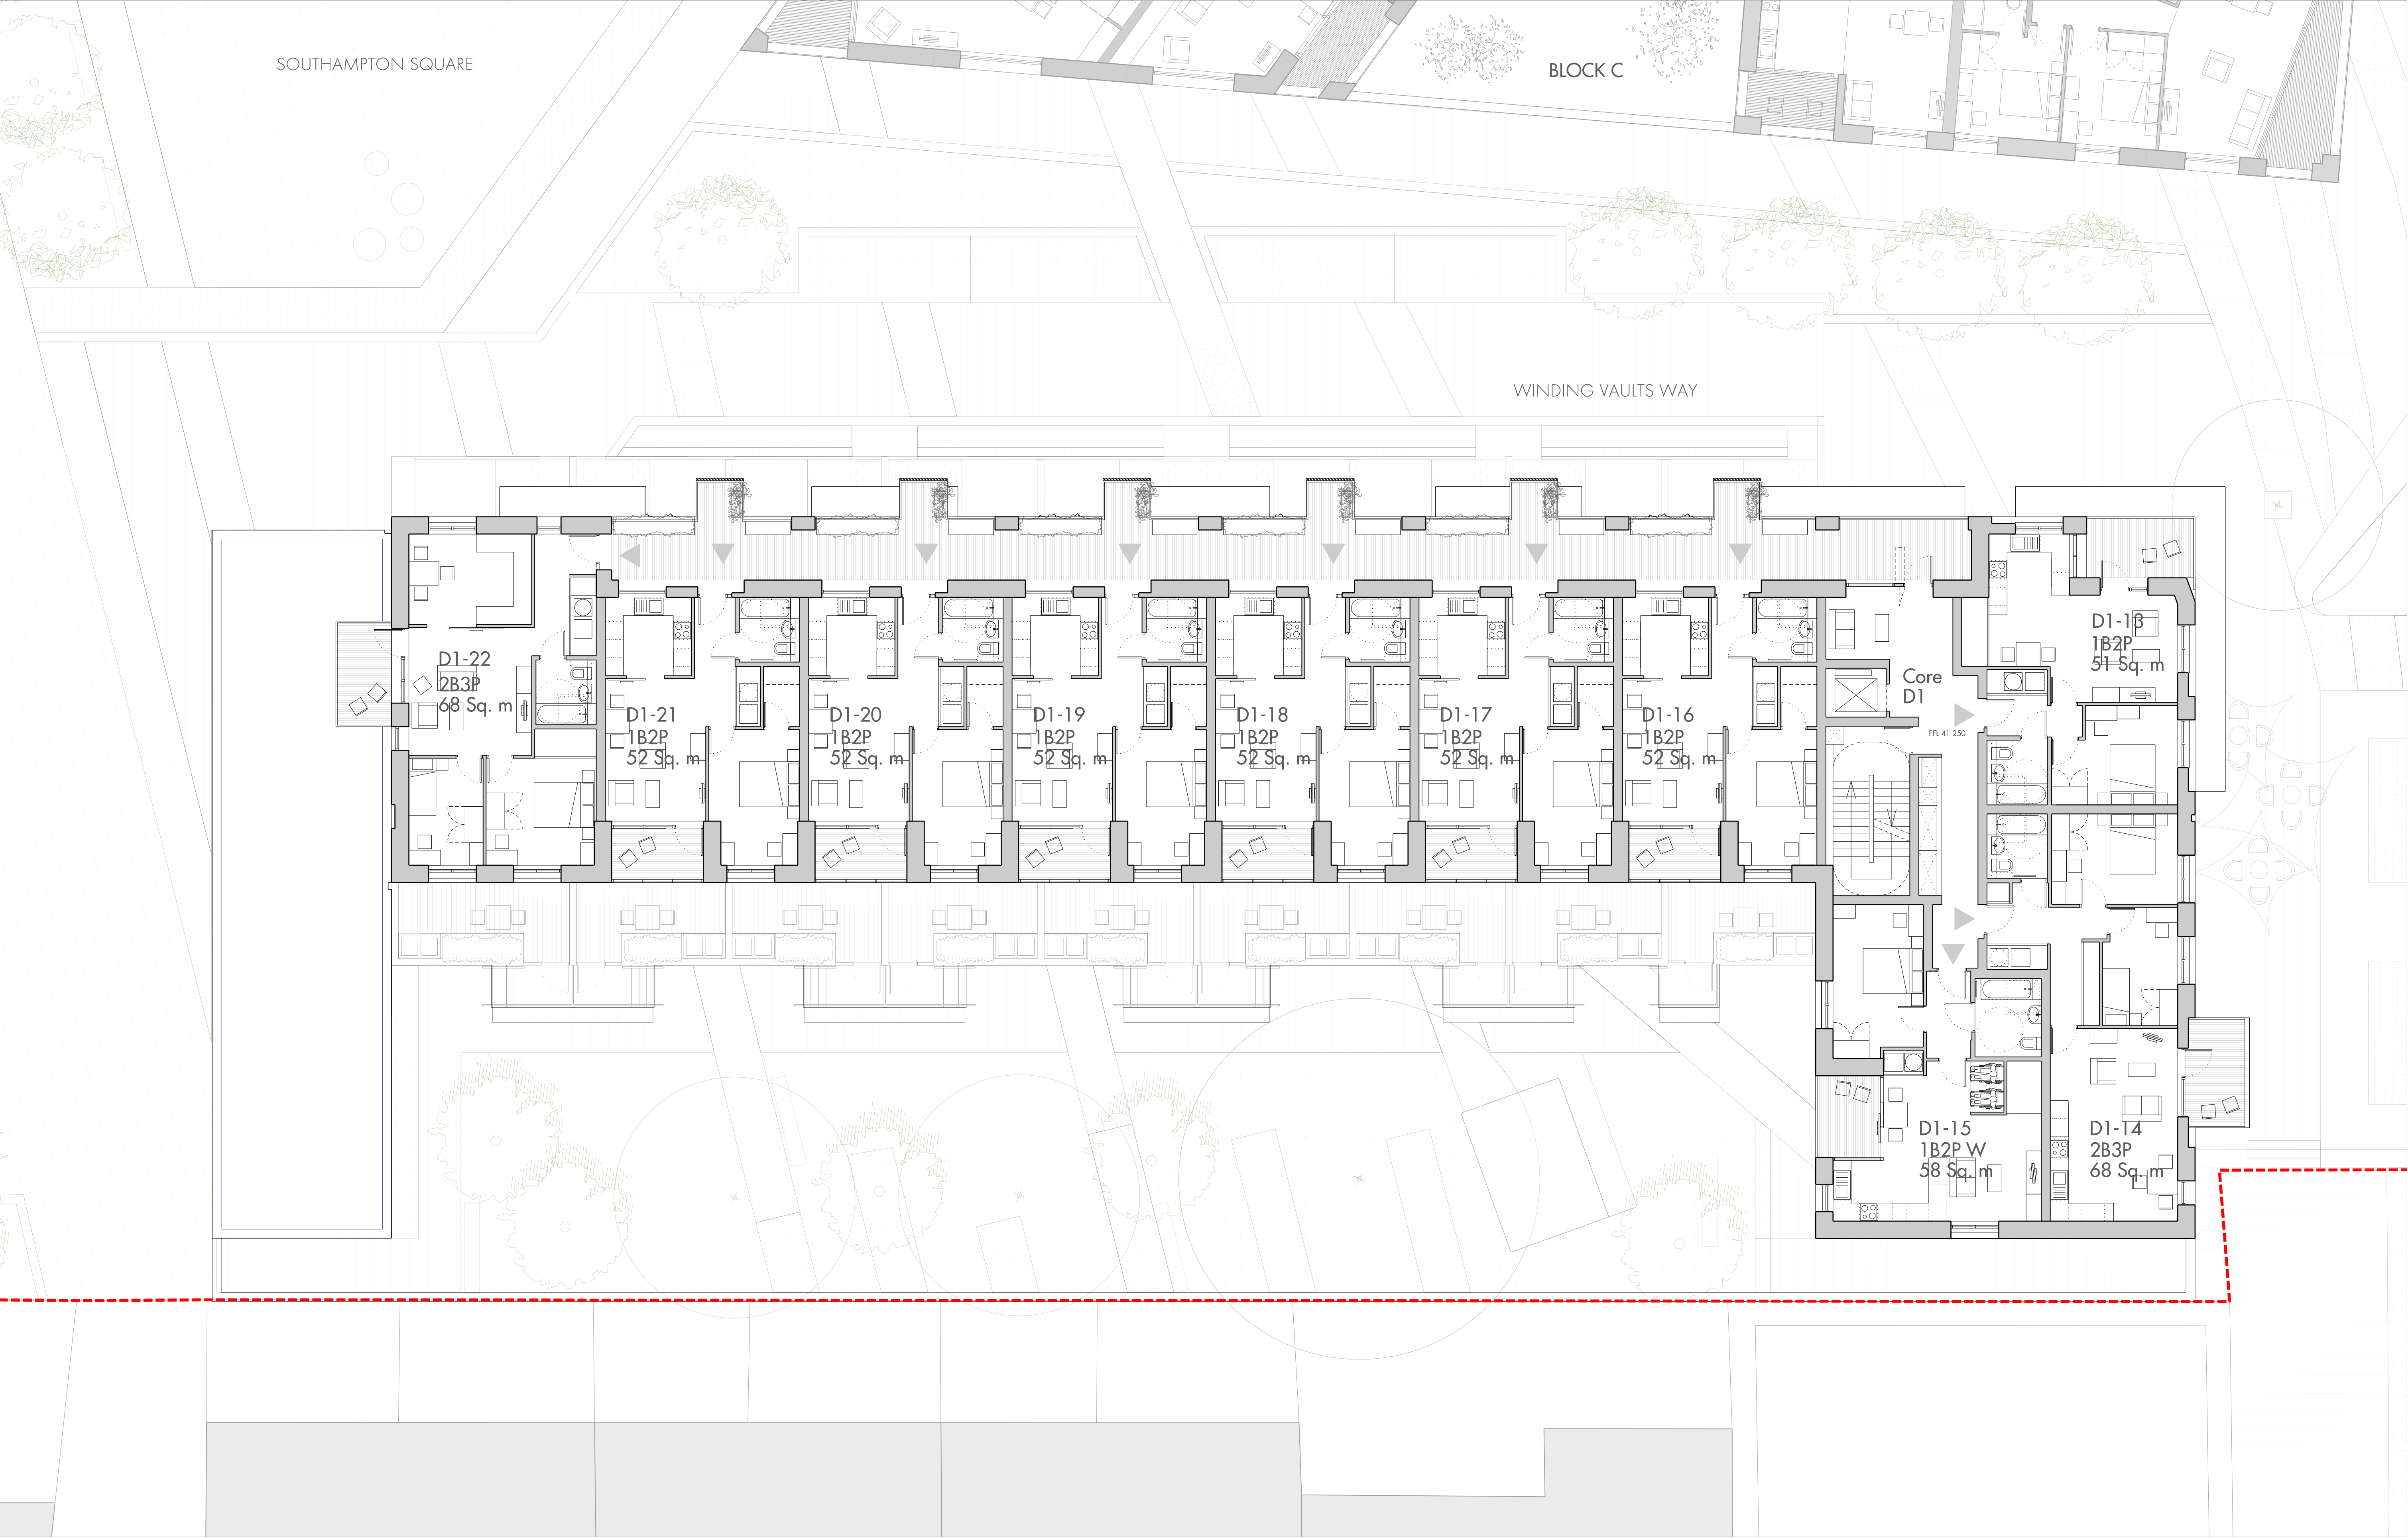 SOUTHAMPTON SQUARE
BLOCK C
WINDING VAULTS WAY
D1-22
2B3P
68 Sq. m
D1-21
1B2P
52 Sq. m
D1-20
1B2P
52 Sq. m
D1-19
1B2P
52 Sq. m
D1-18
1B2P
52 Sq. m
D1-17
1B2P
52 Sq. m
D1-16
1B2P
52 Sq. m
Core
D1
FFL 41 250
D1-13
1B2P
51 Sq. m
D1-15
1B2P W
58 Sq. m
D1-14
2B3P
68 Sq. m